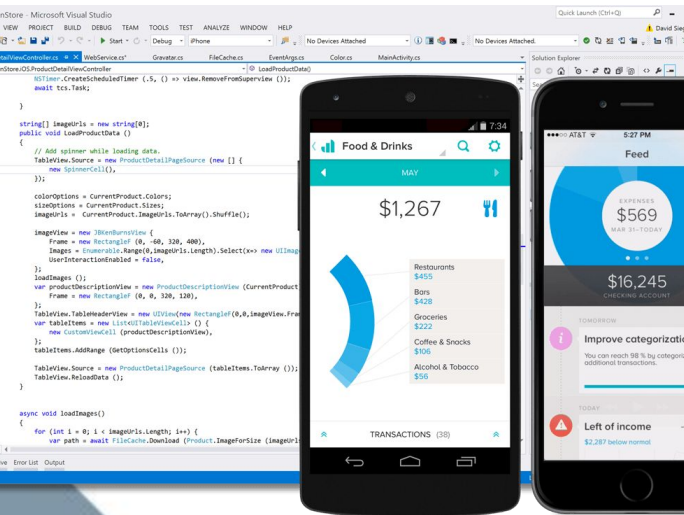 nStore - Microsoft Visual Studio
Quick Launch (Ctrl+Q)
VIEW PROJECT BUILD DEBUG TEAM TOOLS TEST ANALYZE WINDOW HELP
David Sieg
Start Debug iPhone No Devices Attached No Devices Attached.
etailViewController.cs WebService.cs* Gravatar.cs FileCache.cs EventArgs.cs Color.cs MainActivity.cs
Solution Explorer
nStore.iOS.ProductDetailViewController LoadProductData()
NSTimer.CreateScheduledTimer (.5, () => view.RemoveFromSuperview ());
await tcs.Task;
}
string[] imageUrls = new string[0];
public void LoadProductData ()
{
// Add spinner while loading data.
TableView.Source = new ProductDetailPageSource (new [] {
new SpinnerCell(),
});
colorOptions = CurrentProduct.Colors;
sizeOptions = CurrentProduct.Sizes;
imageUrls = CurrentProduct.ImageUrls.ToArray().Shuffle();
imageView = new JBKenBurnsView {
Frame = new RectangleF (0, -60, 320, 400),
Images = Enumerable.Range(0,imageUrls.Length).Select(x=> new UIImag
UserInteractionEnabled = false,
};
loadImages ();
var productDescriptionView = new ProductDescriptionView (CurrentProduct
Frame = new RectangleF (0, 0, 320, 120),
};
TableView.TableHeaderView = new UIView(new RectangleF(0,0,imageView.Fram
var tableItems = new List<UITableViewCell> () {
new CustomViewCell (productDescriptionView),
};
tableItems.AddRange (GetOptionsCells ());
TableView.Source = new ProductDetailPageSource (tableItems.ToArray ());
TableView.ReloadData ();
}
async void loadImages()
{
for (int i = 0; i < imageUrls.Length; i++) {
var path = await FileCache.Download (Product.ImageForSize (imageUrls
ve Error List Output
7:34
Food & Drinks
MAY
$1,267
Restaurants
$455
Bars
$428
Groceries
$222
Coffee & Snacks
$106
Alcohol & Tobacco
$56
TRANSACTIONS (38)
AT&T 5:27 PM
Feed
EXPENSES
$569
MAR 31-TODAY
$16,245
CHECKING ACCOUNT
TOMORROW
Improve categorizatio
You can reach 98 % by categoriz
additional transactions.
TODAY
Left of income
$2,287 below normal